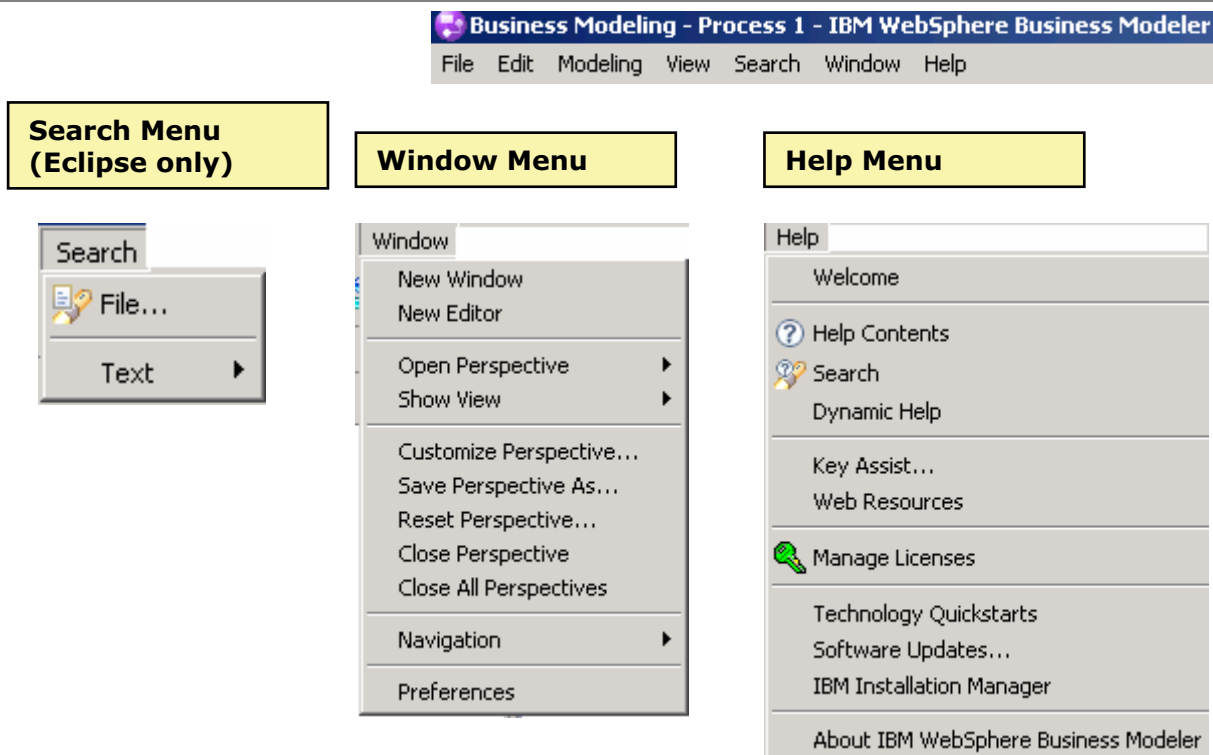 Business Modeling - Process 1 - IBM WebSphere Business Modeler
File Edit Modeling View Search Window Help
Search Menu
(Eclipse only)
Window Menu
Help Menu
Search
File...
Text
Window
New Window
New Editor
Open Perspective
Show View
Customize Perspective...
Save Perspective As...
Reset Perspective...
Close Perspective
Close All Perspectives
Navigation
Preferences
Help
Welcome
Help Contents
Search
Dynamic Help
Key Assist...
Web Resources
Manage Licenses
Technology Quickstarts
Software Updates...
IBM Installation Manager
About IBM WebSphere Business Modeler